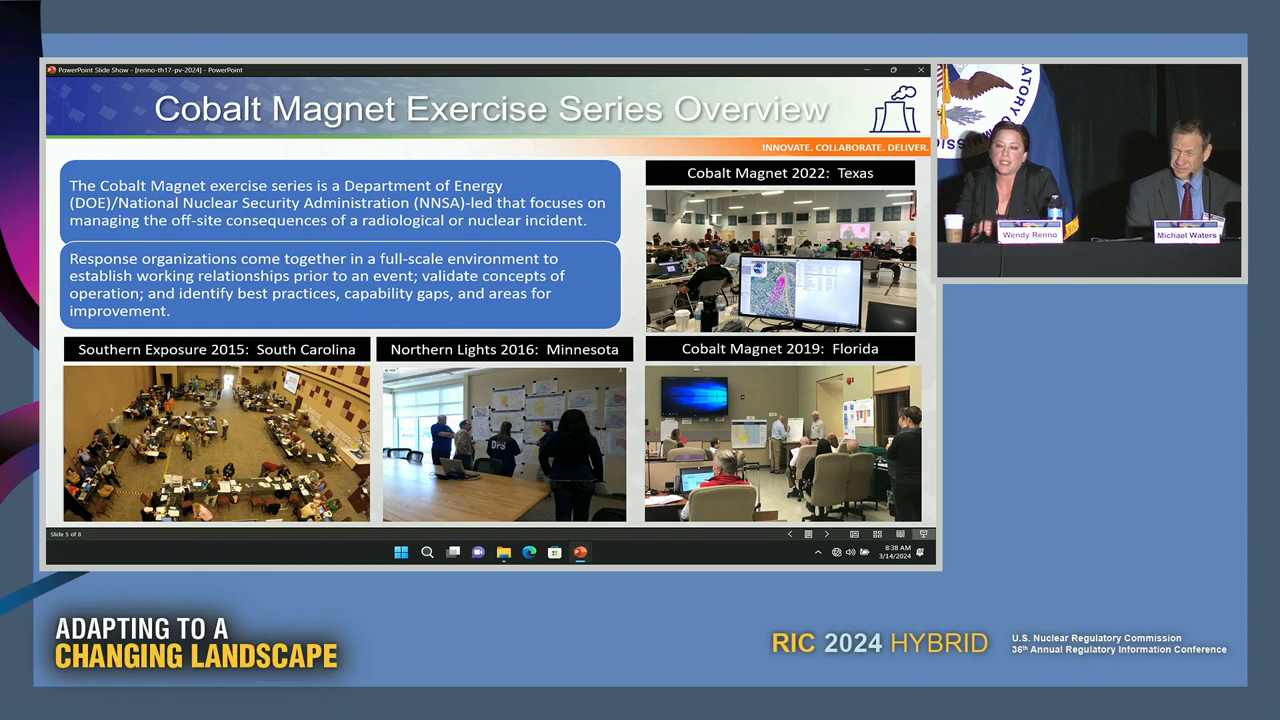 PowerPoint Slide Show - [renno-th17-pv-2024] - PowerPoint
Cobalt Magnet Exercise Series Overview
INNOVATE. COLLABORATE. DELIVER.
The Cobalt Magnet exercise series is a Department of Energy
(DOE)/National Nuclear Security Administration (NNSA)-led that focuses on
managing the off-site consequences of a radiological or nuclear incident.
Response organizations come together in a full-scale environment to
establish working relationships prior to an event; validate concepts of
operation; and identify best practices, capability gaps, and areas for
improvement.
Cobalt Magnet 2022: Texas
Southern Exposure 2015: South Carolina
Northern Lights 2016: Minnesota
Cobalt Magnet 2019: Florida
DPS
Slide 5 of 8
8:38 AM
3/14/2024
Wendy Renno
Michael Waters
ADAPTING TO A
CHANGING LANDSCAPE
RIC 2024 HYBRID
U.S. Nuclear Regulatory Commission
36th Annual Regulatory Information Conference